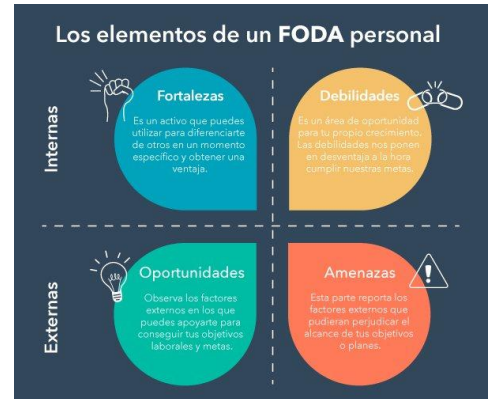 Los elementos de un FODA personal
Internas
Fortalezas
Es un activo que puedes
utilizar para diferenciarte
de otros en un momento
específico y obtener una
ventaja.
Debilidades
Es un área de oportunidad
para tu propio crecimiento.
Las debilidades nos ponen
en desventaja a la hora
cumplir nuestras metas.
Externas
Oportunidades
Observa los factores
externos en los que
puedes apoyarte para
conseguir tus objetivos
laborales y metas.
Amenazas
Esta parte reporta los
factores externos que
pudieran perjudicar el
alcance de tus objetivos
o planes.